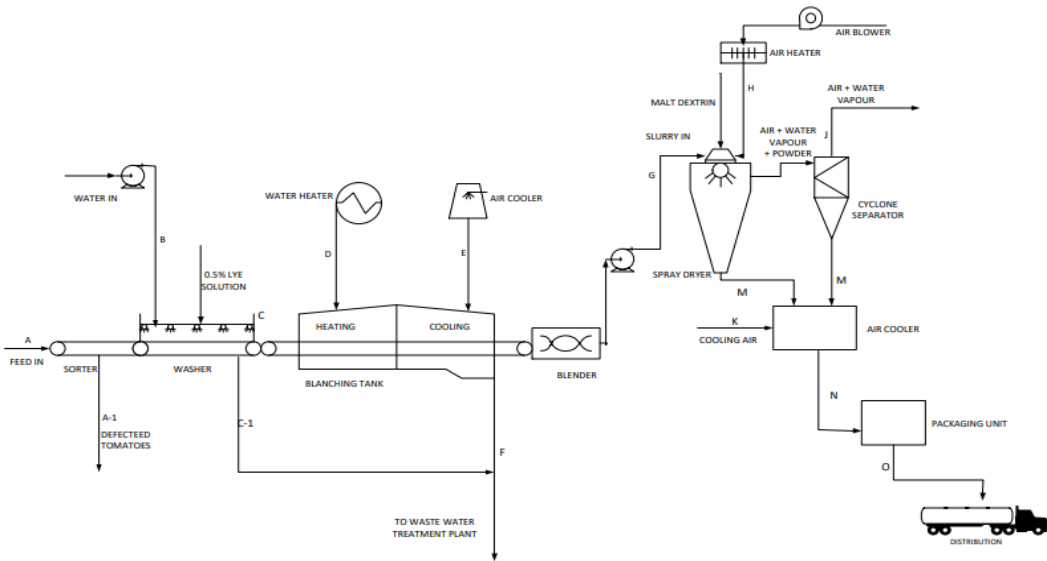 AIR BLOWER
AIR HEATER
H
MALT DEXTRIN
AIR + WATER
VAPOUR
J
SLURRY IN
AIR + WATER
VAPOUR
+ POWDER
G
CYCLONE
SEPARATOR
WATER IN
B
WATER HEATER
D
AIR COOLER
E
0.5% LYE
SOLUTION
C
SPRAY DRYER
M
M
HEATING
COOLING
K
COOLING AIR
AIR COOLER
A
FEED IN
SORTER
WASHER
BLANCHING TANK
BLENDER
N
A-1
DEFECTEED
TOMATOES
C-1
F
PACKAGING UNIT
O
TO WASTE WATER
TREATMENT PLANT
DISTRIBUTION